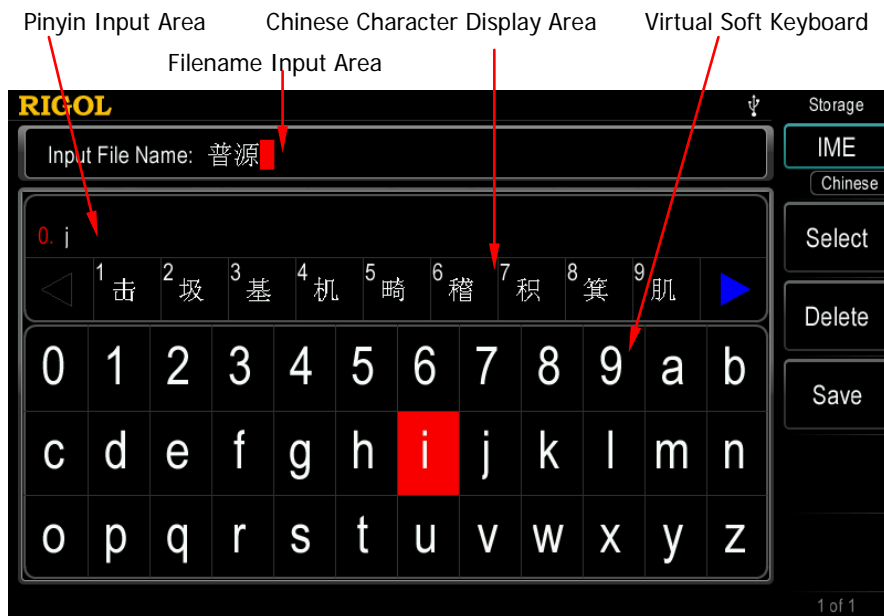 Pinyin Input Area Chinese Character Display Area Virtual Soft Keyboard
Filename Input Area
RIGOL Storage
Input File Name: 普源 IME
Chinese
0. j Select
1 击 2 圾 3 基 4 机 5 畸 6 稽 7 积 8 箕 9 肌
Delete
0 1 2 3 4 5 6 7 8 9 a b
Save
c d e f g h i j k l m n
o p q r s t u v w x y z
1 of 1